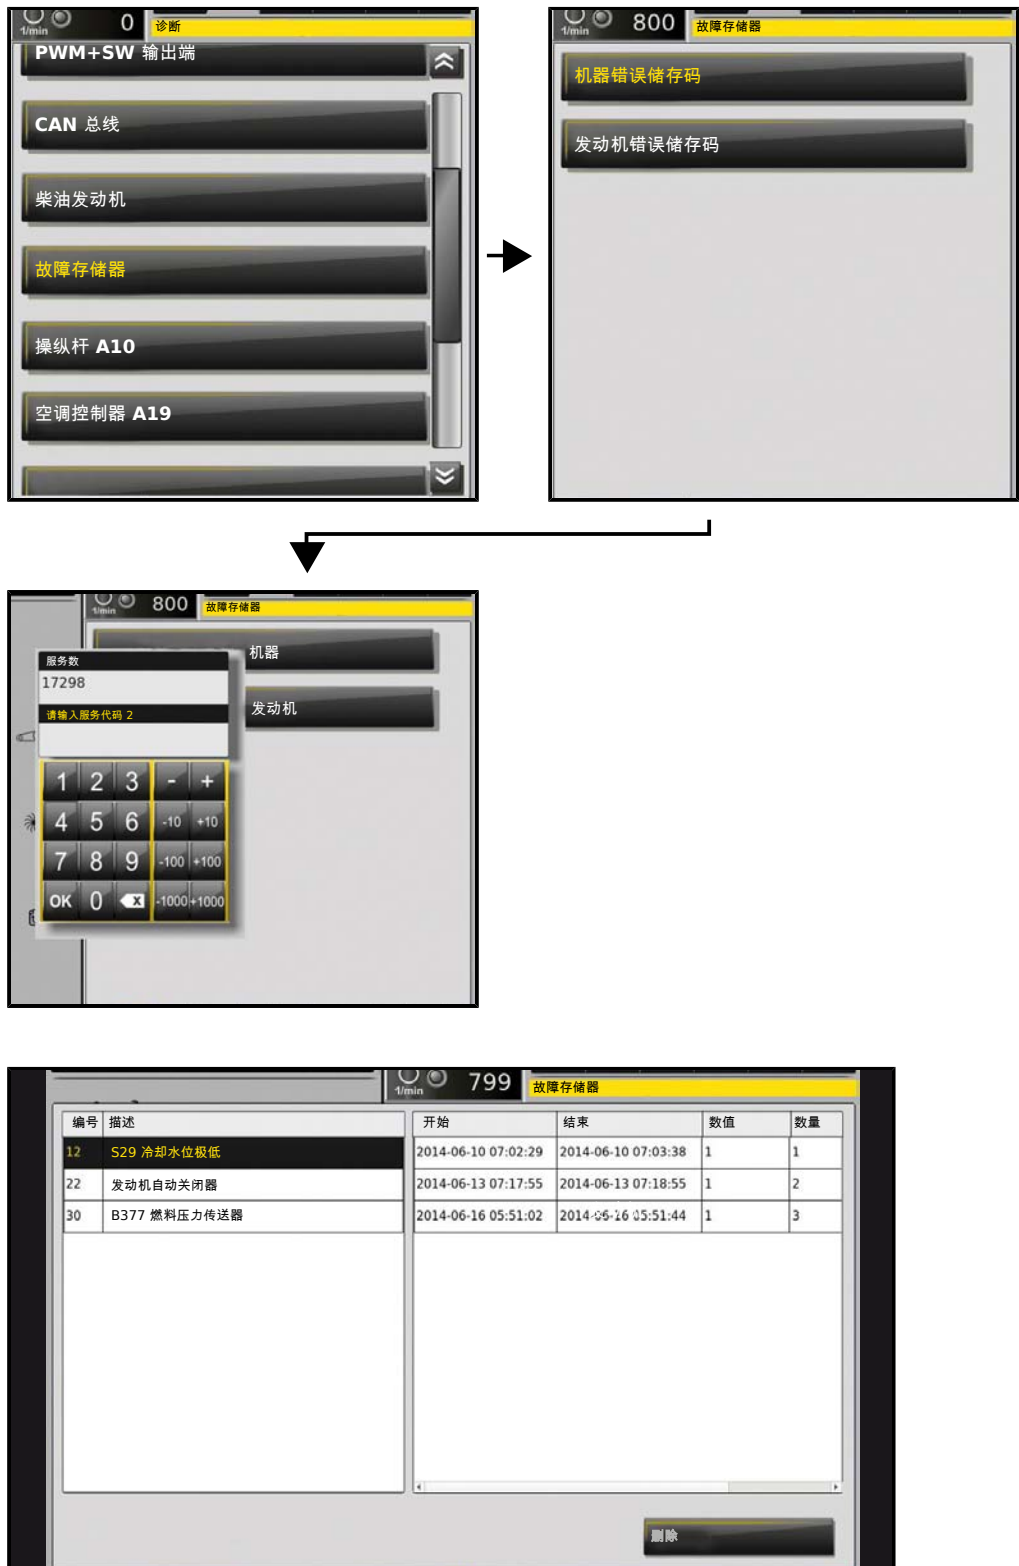 1/min 0 诊断
PWM+SW 输出端
CAN 总线
柴油发动机
故障存储器
操纵杆 A10
空调控制器 A19
1/min 800 故障存储器
机器错误储存码
发动机错误储存码
1/min 800 故障存储器
机器
发动机
服务数
17298
请输入服务代码 2
1 2 3 - +
4 5 6 -10 +10
7 8 9 -100 +100
OK 0 x -1000 +1000
1/min 799 故障存储器
编号 描述 开始 结束 数值 数量
12 S29 冷却水位极低 2014-06-10 07:02:29 2014-06-10 07:03:38 1 1
22 发动机自动关闭器 2014-06-13 07:17:55 2014-06-13 07:18:55 1 2
30 B377 燃料压力传送器 2014-06-16 05:51:02 2014-06-16 05:51:44 1 3
删除